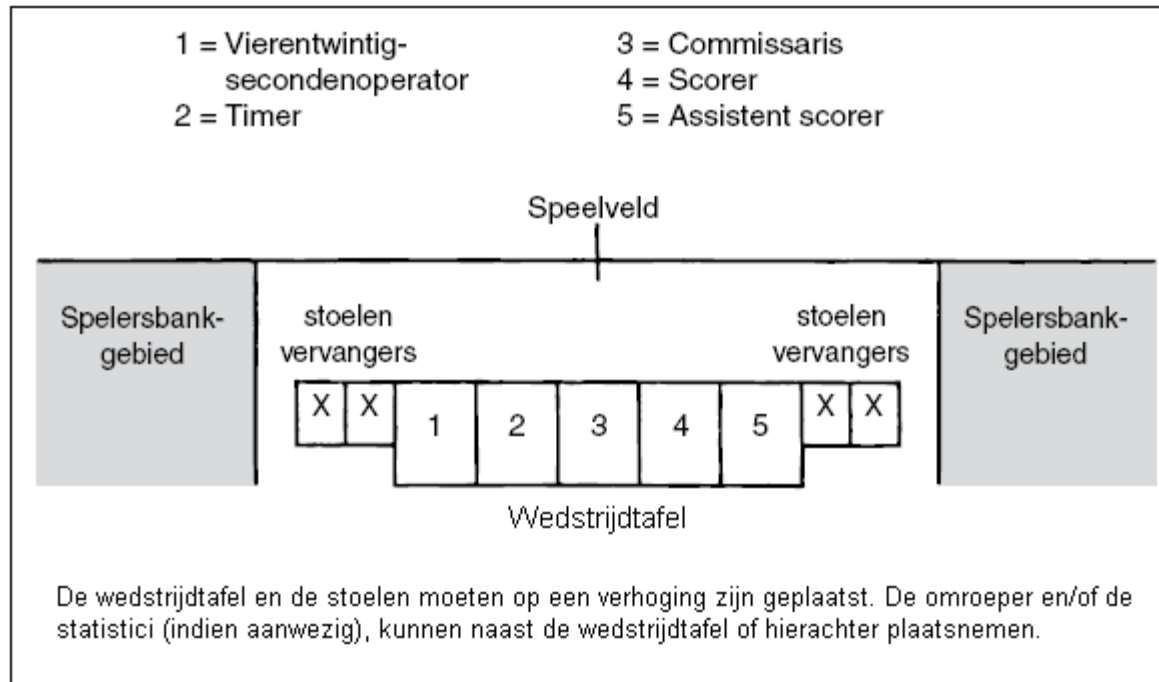 1 = Vierentwintig-
secondenoperator
2 = Timer
3 = Commissaris
4 = Scorer
5 = Assistent scorer
Speelveld
Spelersbank-
gebied
stoelen
vervangers
stoelen
vervangers
Spelersbank-
gebied
X X 1 2 3 4 5 X X
Wedstrijdtafel
De wedstrijdtafel en de stoelen moeten op een verhoging zijn geplaatst. De omroeper en/of de
statistici (indien aanwezig), kunnen naast de wedstrijdtafel of hierachter plaatsnemen.